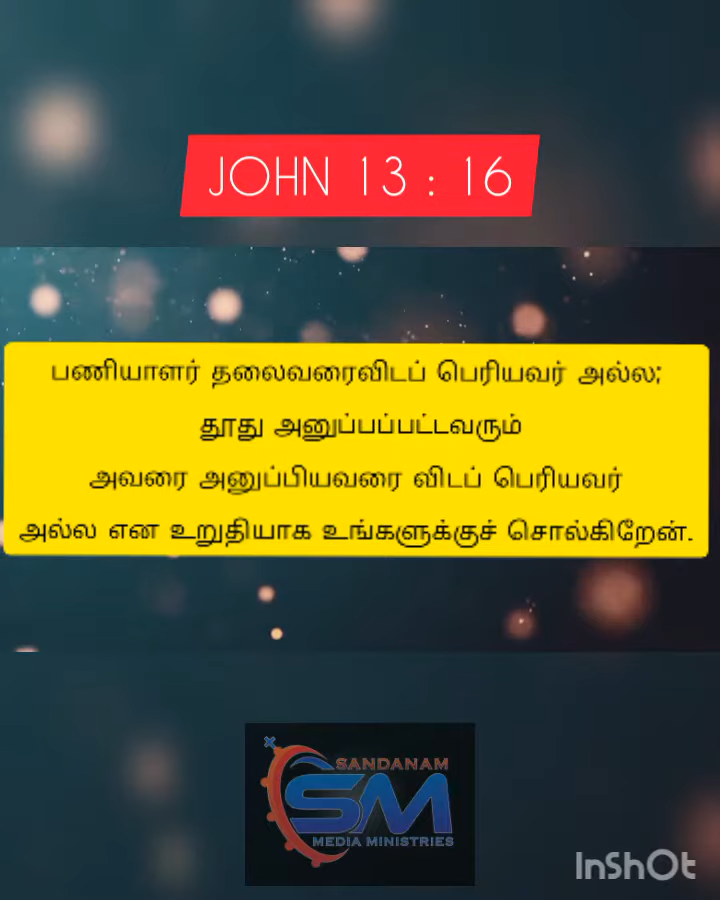 JOHN 13 : 16
பணியாளர் தலைவரைவிடப் பெரியவர் அல்ல;
தூது அனுப்பப்பட்டவரும்
அவரை அனுப்பியவரை விடப் பெரியவர்
அல்ல என உறுதியாக உங்களுக்குச் சொல்கிறேன்.
SANDANAM
SM
MEDIA MINISTRIES
InShOt